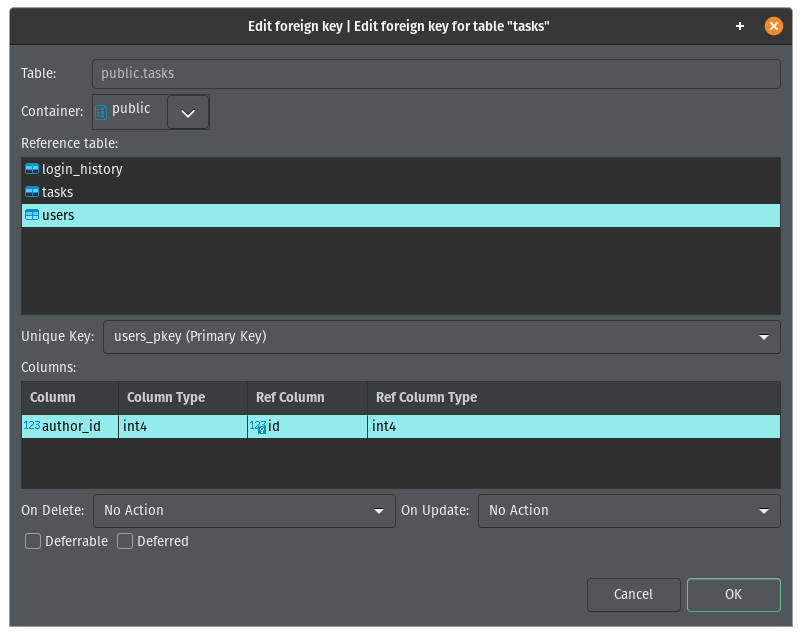 Edit foreign key | Edit foreign key for table "tasks"
Table: public.tasks
Container: public
Reference table:
login_history
tasks
users
Unique Key: users_pkey (Primary Key)
Columns:
Column Column Type Ref Column Ref Column Type
123 author_id int4 123 id int4
On Delete: No Action On Update: No Action
Deferrable Deferred
Cancel OK